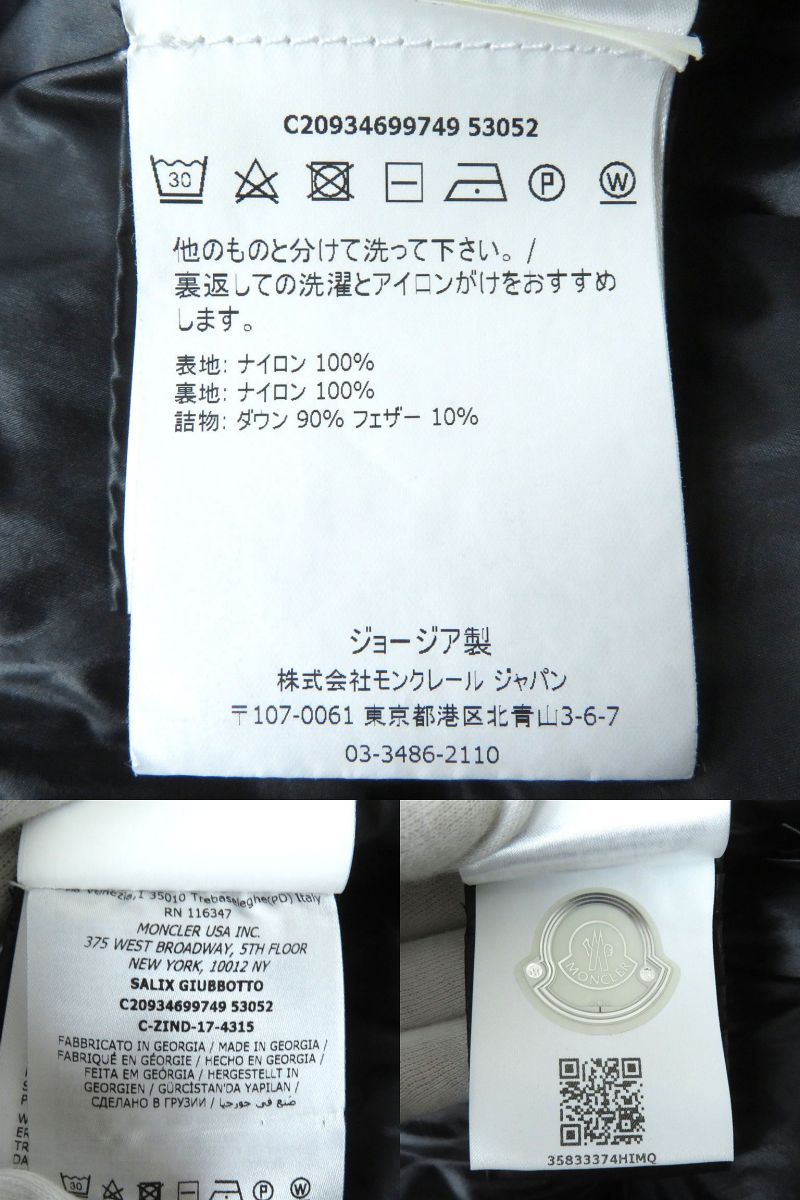 C20934699749 53052
30 P W
他のものと分けて洗って下さい。/
裏返しての洗濯とアイロンがけをおすすめ
します。
表地: ナイロン 100%
裏地: ナイロン 100%
詰物: ダウン 90% フェザー 10%
ジョージア製
株式会社モンクレール ジャパン
〒107-0061 東京都港区北青山3-6-7
03-3486-2110
Venezia,1 35010 Trebaseleghe(PD) Italy
RN 116347
MONCLER USA INC.
375 WEST BROADWAY, 5TH FLOOR
NEW YORK, 10012 NY
SALIX GIUBBOTTO
C20934699749 53052
C-ZIND-17-4315
FABBRICATO IN GEORGIA / MADE IN GEORGIA /
FABRIQUÉ EN GÉORGIE / HECHO EN GEORGIA /
FEITA EM GEÓRGIA / HERGESTELLT IN
GEORGIEN / GÜRCİSTAN'DA YAPILAN /
СДЕЛАНО В ГРУЗИИ / صنع في جورجيا
30 P W
MONCLER
35833374HIMQ